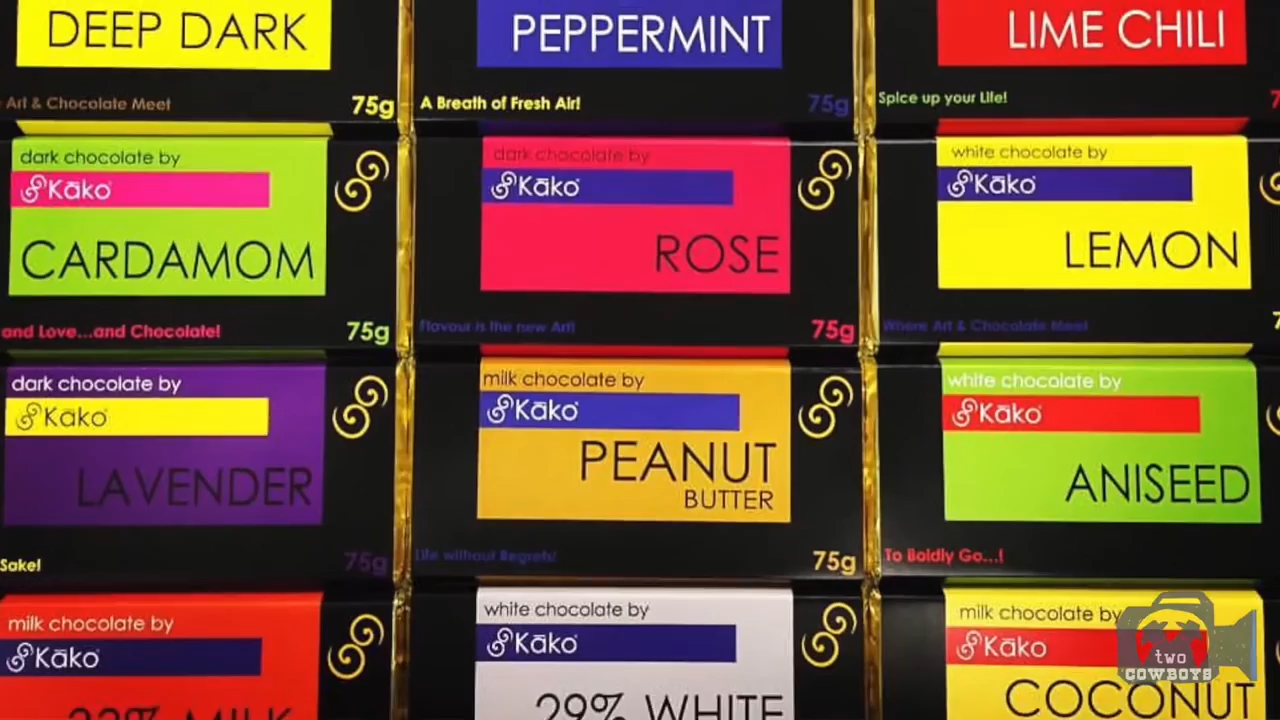 DEEP DARK
Art & Chocolate Meet
75g
PEPPERMINT
A Breath of Fresh Air!
75g
LIME CHILI
Spice up your Life!
dark chocolate by
Kāko
CARDAMOM
and Love...and Chocolate!
75g
dark chocolate by
Kāko
ROSE
Flavour is the new Art!
75g
white chocolate by
Kāko
LEMON
Where Art & Chocolate Meet!
dark chocolate by
Kāko
LAVENDER
Sake!
75g
milk chocolate by
Kāko
PEANUT
BUTTER
Life without Regrets!
75g
white chocolate by
Kāko
ANISEED
To Boldly Go...!
milk chocolate by
Kāko
MILK
white chocolate by
Kāko
29% WHITE
milk chocolate by
Kāko
COCONUT
two
COWBOYS